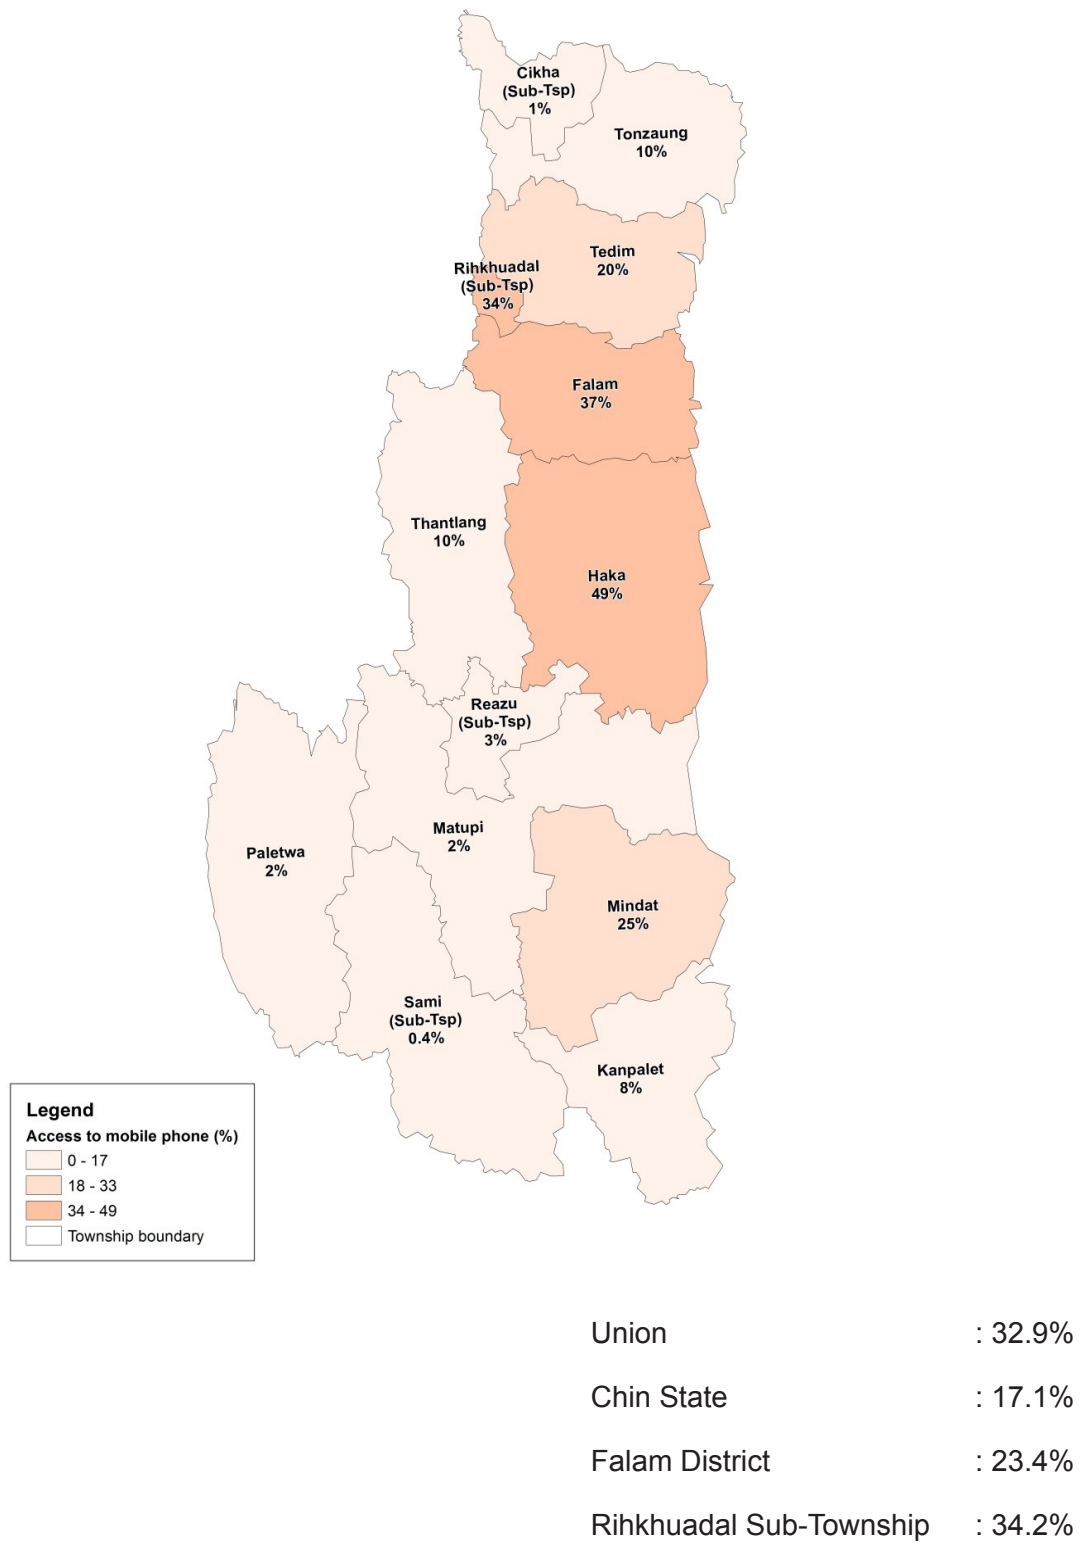 Cikha
(Sub-Tsp)
1%
Tonzaung
10%
Tedim
20%
Rihkhuadal
(Sub-Tsp)
34%
Falam
37%
Thantlang
10%
Haka
49%
Reazu
(Sub-Tsp)
3%
Matupi
2%
Paletwa
2%
Mindat
25%
Sami
(Sub-Tsp)
0.4%
Kanpalet
8%
Legend
Access to mobile phone (%)
0 - 17
18 - 33
34 - 49
Township boundary
Union : 32.9%
Chin State : 17.1%
Falam District : 23.4%
Rihkhuadal Sub-Township : 34.2%